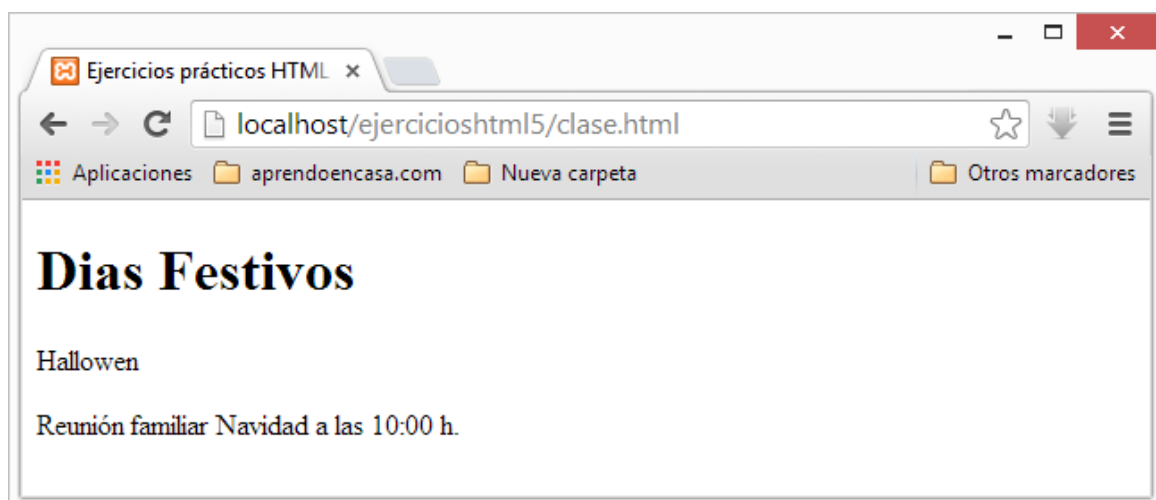 Ejercicios prácticos HTML
localhost/ejercicioshtml5/clase.html
Aplicaciones aprendoencasa.com Nueva carpeta Otros marcadores
Dias Festivos
Hallowen
Reunión familiar Navidad a las 10:00 h.